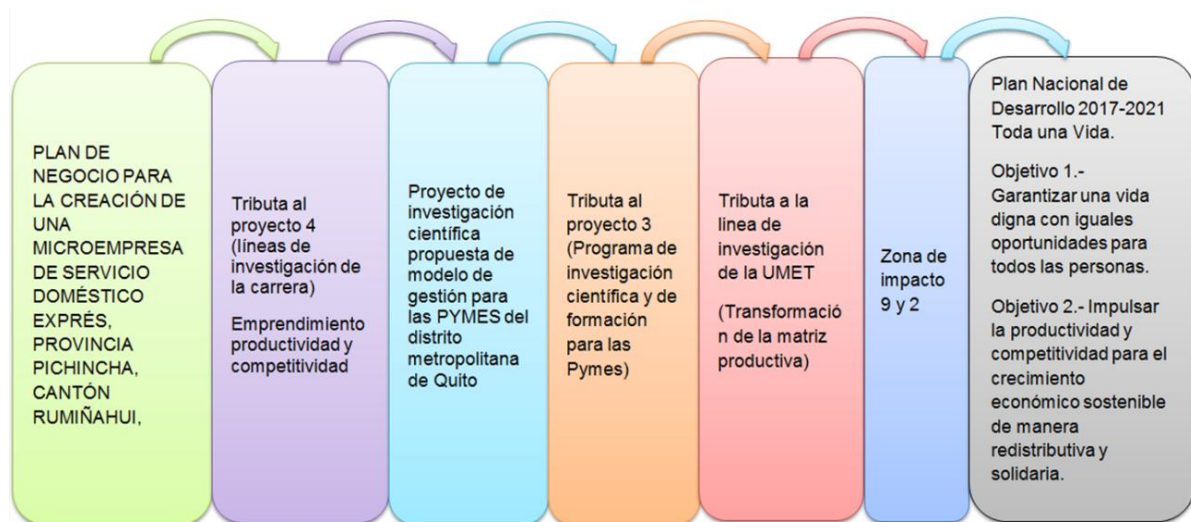 PLAN DE
NEGOCIO PARA
LA CREACIÓN DE
UNA
MICROEMPRESA
DE SERVICIO
DOMÉSTICO
EXPRÉS,
PROVINCIA
PICHINCHA,
CANTÓN
RUMIÑAHUI,
Tributa al
proyecto 4
(líneas de
investigación de
la carrera)
Emprendimiento
productividad y
competitividad
Proyecto de
investigación
científica
propuesta de
modelo de
gestión para
las PYMES del
distrito
metropolitana
de Quito
Tributa al
proyecto 3
(Programa de
investigación
científica y de
formación
para las
Pymes)
Tributa a la
linea de
investigación
de la UMET
(Transformació
n de la matriz
productiva)
Zona de
impacto
9 y 2
Plan Nacional de
Desarrollo 2017-2021
Toda una Vida.
Objetivo 1.-
Garantizar una vida
digna con iguales
oportunidades para
todos las personas.
Objetivo 2.- Impulsar
la productividad y
competitividad para el
crecimiento
económico sostenible
de manera
redistributiva y
solidaria.